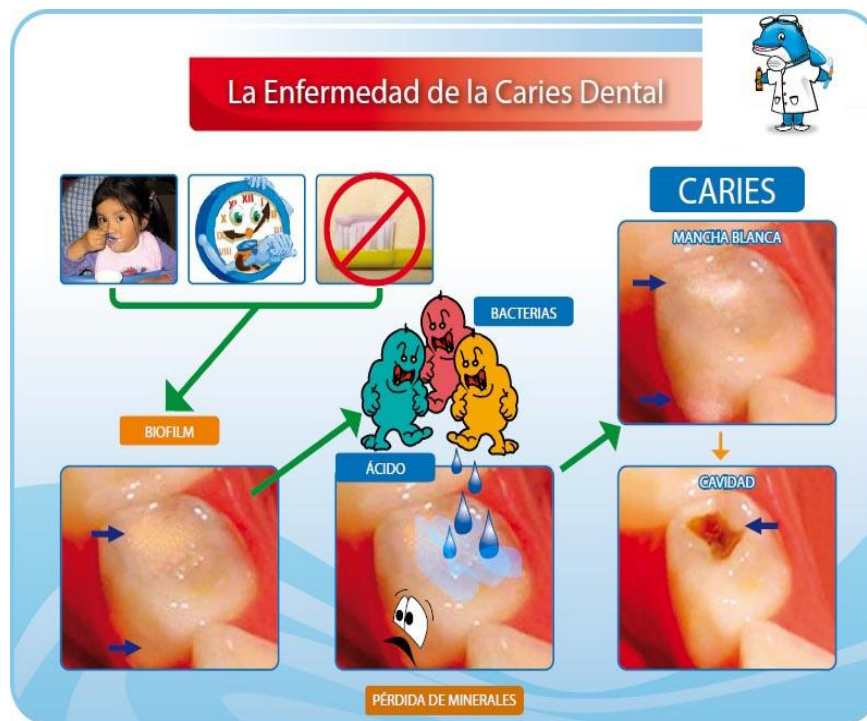 La Enfermedad de la Caries Dental
CARIES
MANCHA BLANCA
BACTERIAS
BIOFILM
ÁCIDO
CAVIDAD
PÉRDIDA DE MINERALES